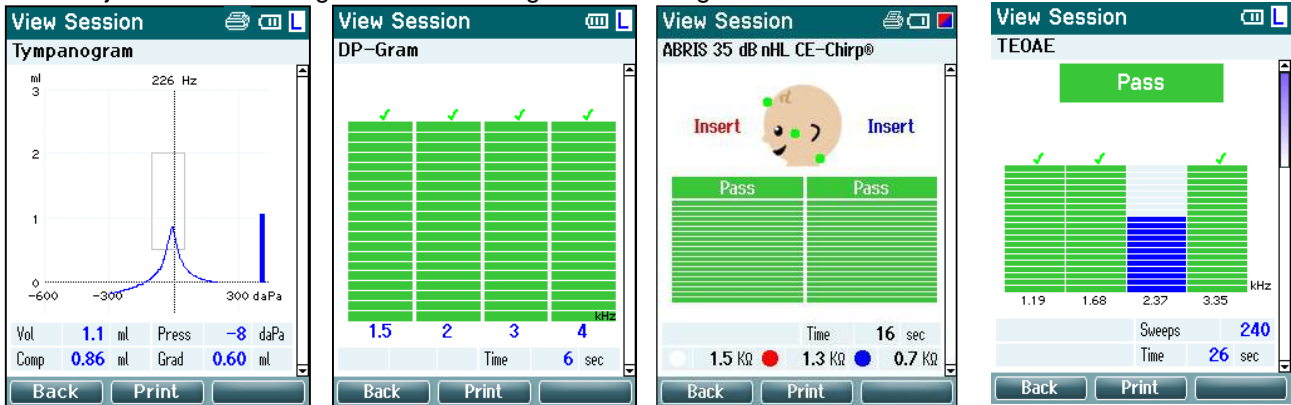 View Session L
Tympanogram
ml
226 Hz
3
2
1
0
-600 -300 300 daPa
Vol 1.1 ml Press -8 daPa
Comp 0.86 ml Grad 0.60 ml
Back Print
View Session L
DP-Gram
kHz
1.5 2 3 4
Time 6 sec
Back Print
View Session
ABRIS 35 dB nHL CE-Chirp®
Insert Insert
Pass Pass
Time 16 sec
1.5 KΩ 1.3 KΩ 0.7 KΩ
Back Print
View Session L
TEOAE
Pass
kHz
1.19 1.68 2.37 3.35
Sweeps 240
Time 26 sec
Back Print